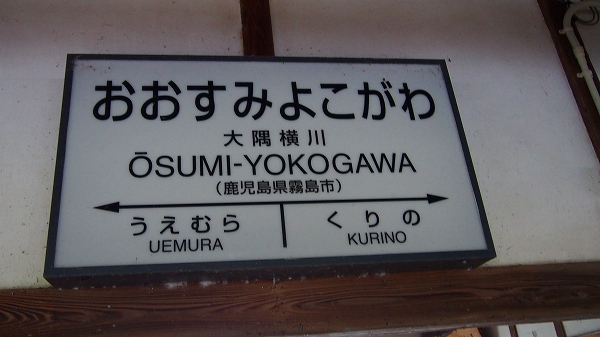 おおすみよこがわ
大隅横川
ŌSUMI-YOKOGAWA
(鹿児島県霧島市)
うえむら くりの
UEMURA KURINO